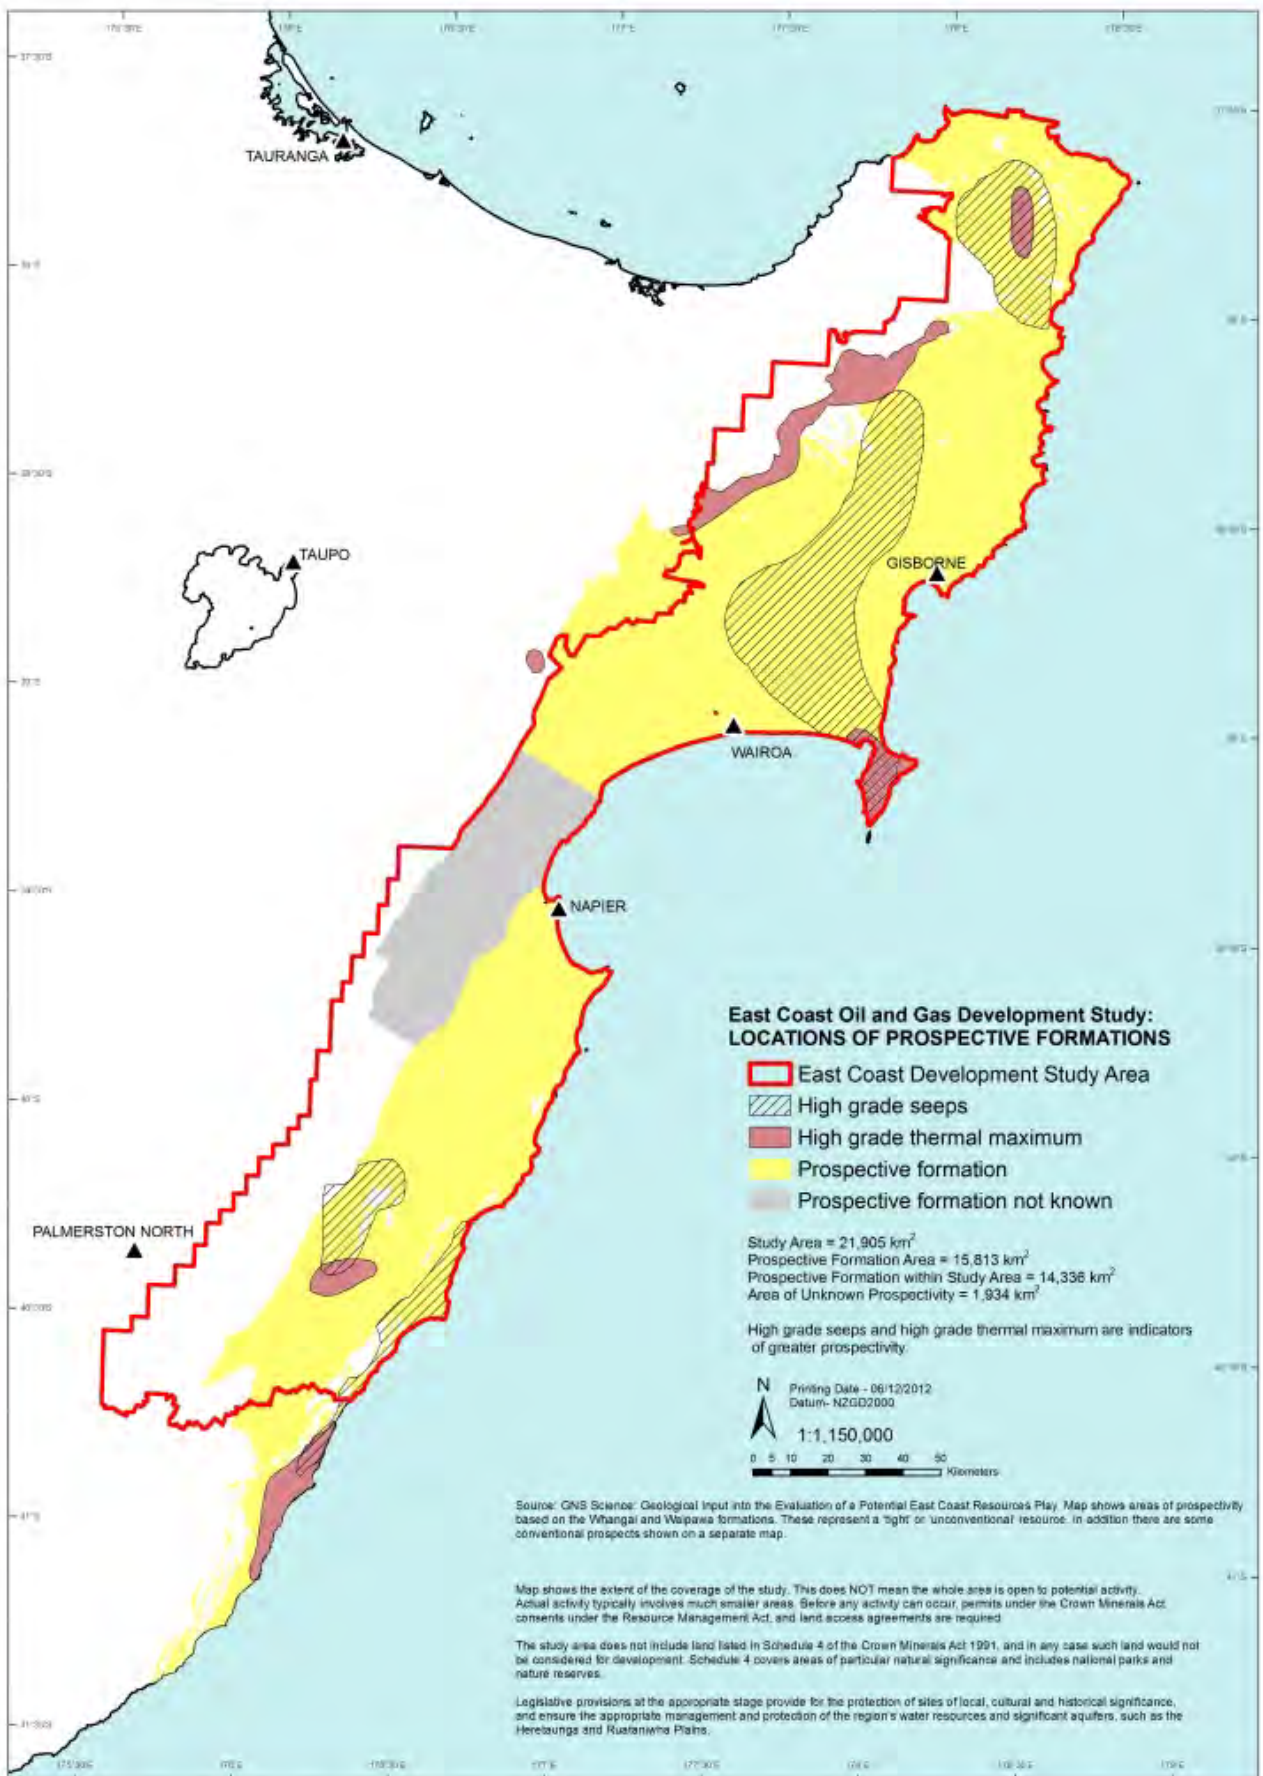 TAURANGA
TAUPO
GISBORNE
WAIROA
NAPIER
PALMERSTON NORTH
East Coast Oil and Gas Development Study:
LOCATIONS OF PROSPECTIVE FORMATIONS
East Coast Development Study Area
High grade seeps
High grade thermal maximum
Prospective formation
Prospective formation not known
Study Area = 21,905 km²
Prospective Formation Area = 15,813 km²
Prospective Formation within Study Area = 14,336 km²
Area of Unknown Prospectivity = 1,934 km²
High grade seeps and high grade thermal maximum are indicators
of greater prospectivity.
N
Printing Date - 06/12/2012
Datum- NZGD2000
1:1,150,000
0 5 10 20 30 40 50
Kilometers
Source: GNS Science: Geological Input into the Evaluation of a Potential East Coast Resources Play. Map shows areas of prospectivity
based on the Whangai and Waipawa formations. These represent a 'tight' or 'unconventional' resource. In addition there are some
conventional prospects shown on a separate map.
Map shows the extent of the coverage of the study. This does NOT mean the whole area is open to potential activity.
Actual activity typically involves much smaller areas. Before any activity can occur, permits under the Crown Minerals Act
consents under the Resource Management Act, and land access agreements are required.
The study area does not include land listed in Schedule 4 of the Crown Minerals Act 1991, and in any case such land would not
be considered for development. Schedule 4 covers areas of particular natural significance and includes national parks and
nature reserves.
Legislative provisions at the appropriate stage provide for the protection of sites of local, cultural and historical significance,
and ensure the appropriate management and protection of the region's water resources and significant aquifers, such as the
Heretaunga and Ruataniwha Plains.